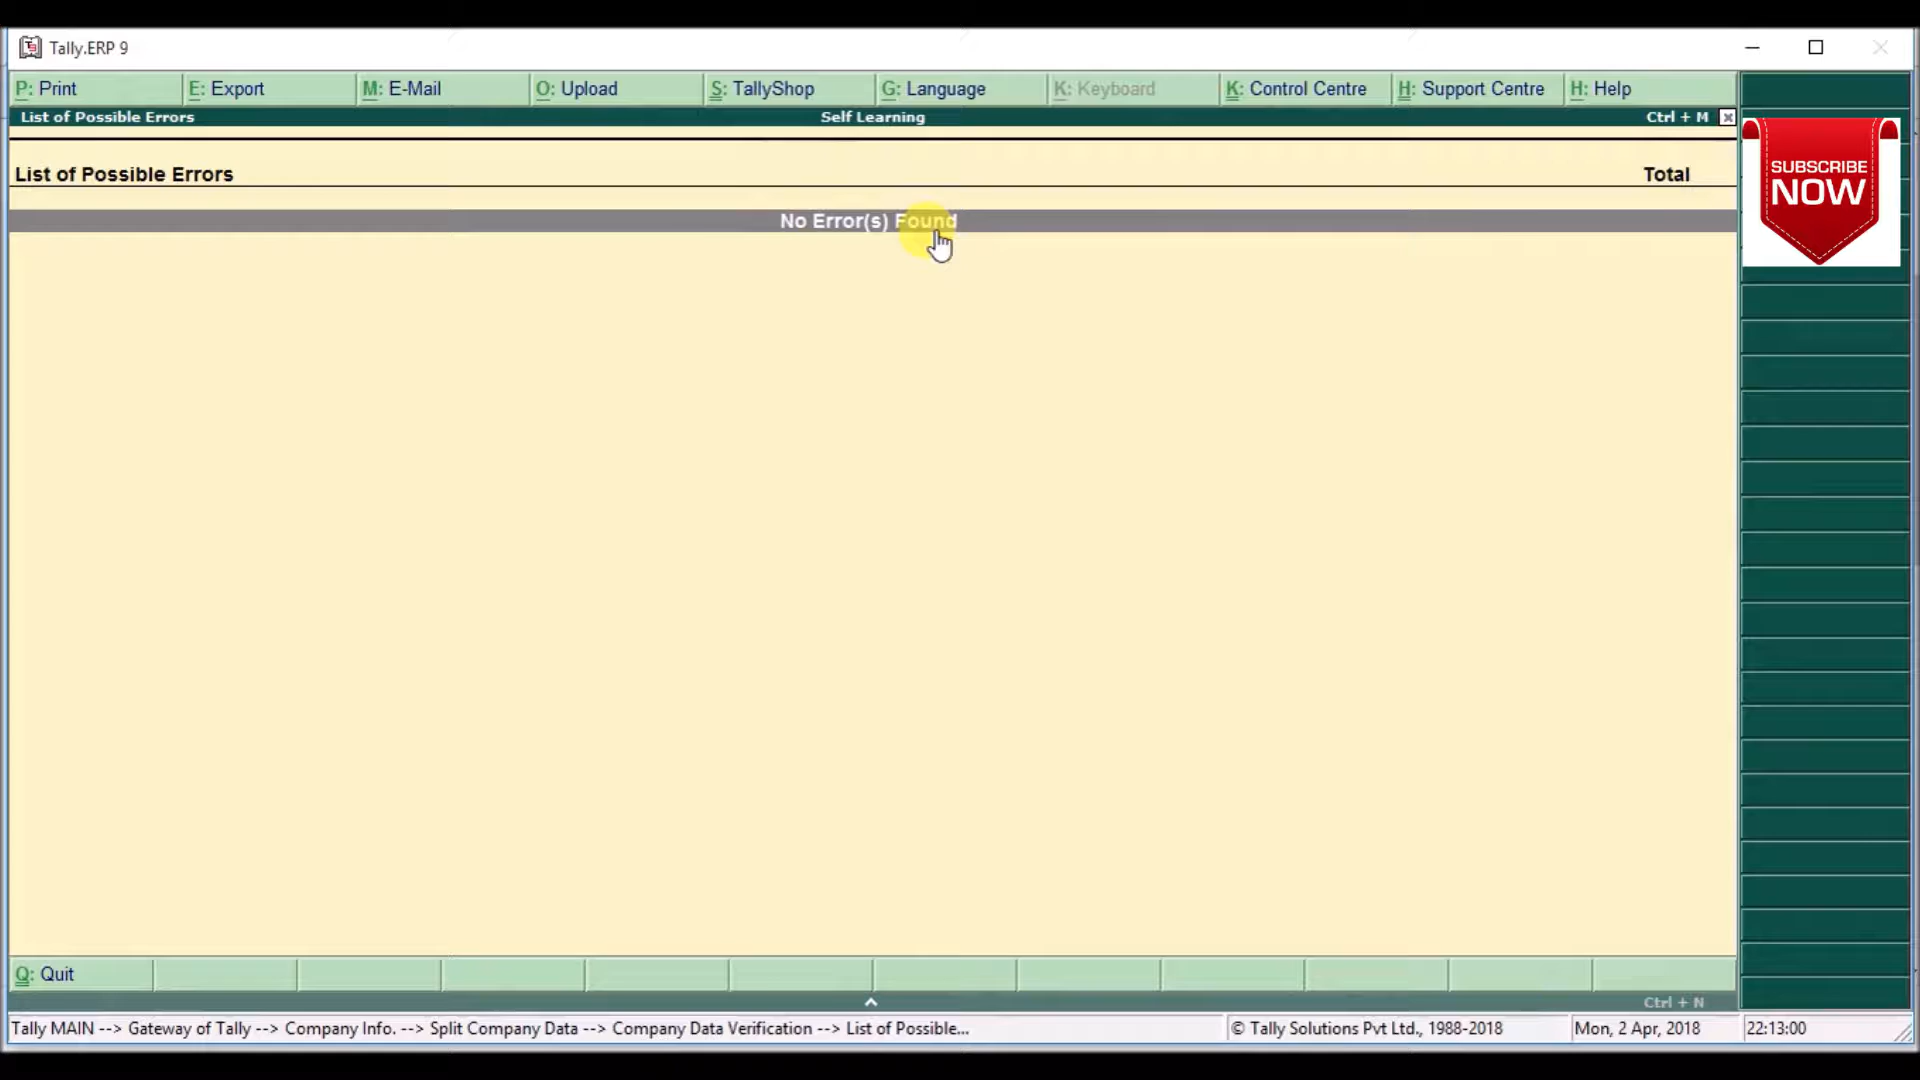 Tally.ERP 9
P: Print E: Export M: E-Mail O: Upload S: TallyShop G: Language K: Keyboard K: Control Centre H: Support Centre H: Help
List of Possible Errors Self Learning Ctrl + M
List of Possible Errors Total
SUBSCRIBE
NOW
No Error(s) Found
Q: Quit
Ctrl + N
Tally MAIN --> Gateway of Tally --> Company Info. --> Split Company Data --> Company Data Verification --> List of Possible... © Tally Solutions Pvt Ltd., 1988-2018 Mon, 2 Apr, 2018 22:13:00